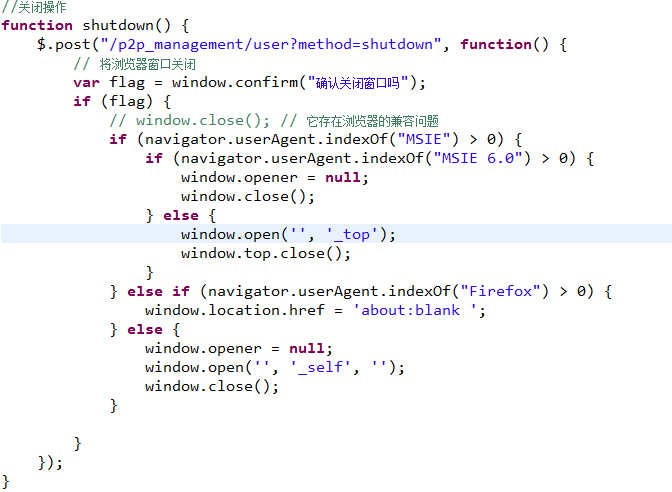 //关闭操作
function shutdown() {
    $.post("/p2p_management/user?method=shutdown", function() {
        // 将浏览器窗口关闭
        var flag = window.confirm("确认关闭窗口吗");
        if (flag) {
            // window.close(); // 它存在浏览器的兼容问题
            if (navigator.userAgent.indexOf("MSIE") > 0) {
                if (navigator.userAgent.indexOf("MSIE 6.0") > 0) {
                    window.opener = null;
                    window.close();
                } else {
                    window.open('', '_top');
                    window.top.close();
                }
            } else if (navigator.userAgent.indexOf("Firefox") > 0) {
                window.location.href = 'about:blank ';
            } else {
                window.opener = null;
                window.open('', '_self', '');
                window.close();
            }

        }
    });
}